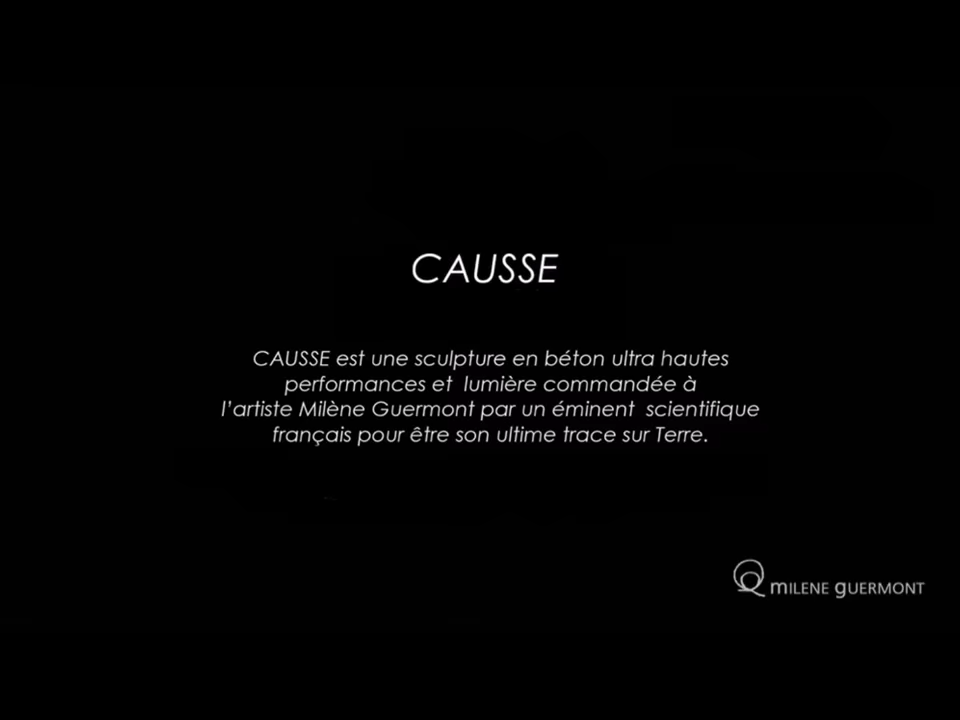 CAUSSE
CAUSSE est une sculpture en béton ultra hautes
performances et lumière commandée à
l'artiste Milène Guermont par un éminent scientifique
français pour être son ultime trace sur Terre.
mILENE gUERMONT